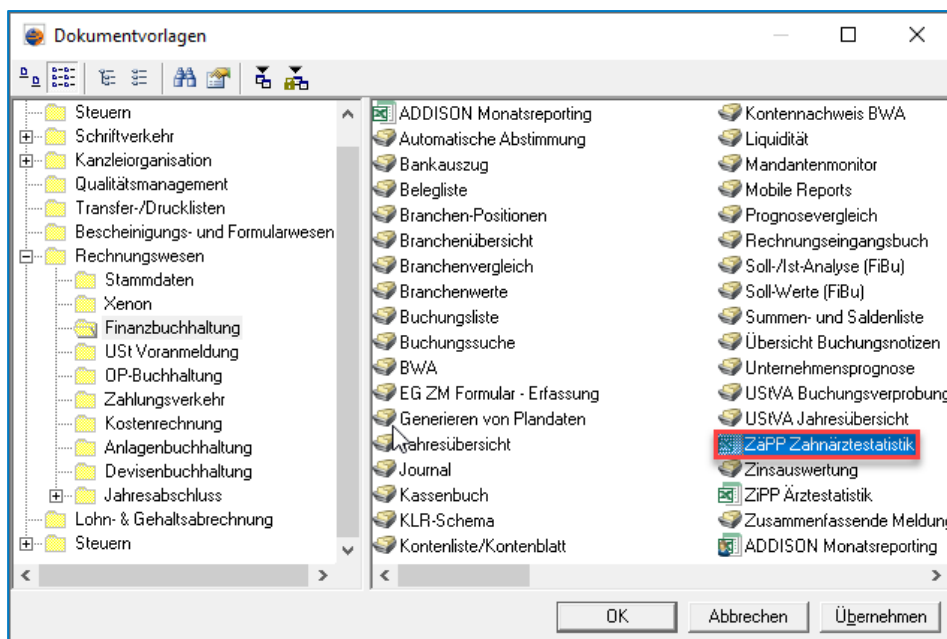 Dokumentvorlagen
Steuern
Schriftverkehr
Kanzleiorganisation
Qualitätsmanagement
Transfer-/Drucklisten
Bescheinigungs- und Formularwesen
Rechnungswesen
Stammdaten
Xenon
Finanzbuchhaltung
USt Voranmeldung
OP-Buchhaltung
Zahlungsverkehr
Kostenrechnung
Anlagenbuchhaltung
Devisenbuchhaltung
Jahresabschluss
Lohn- & Gehaltsabrechnung
Steuern
ADDISON Monatsreporting
Automatische Abstimmung
Bankauszug
Belegliste
Branchen-Positionen
Branchenübersicht
Branchenvergleich
Branchenwerte
Buchungsliste
Buchungssuche
BWA
EG ZM Formular - Erfassung
Generieren von Plandaten
Jahresübersicht
Journal
Kassenbuch
KLR-Schema
Kontenliste/Kontenblatt
Kontennachweis BWA
Liquidität
Mandantenmonitor
Mobile Reports
Prognosevergleich
Rechnungseingangsbuch
Soll-/Ist-Analyse (FiBu)
Soll-Werte (FiBu)
Summen- und Saldenliste
Übersicht Buchungsnotizen
Unternehmensprognose
UStVA Buchungsverprobung
UStVA Jahresübersicht
ZäPP Zahnärztestatistik
Zinsauswertung
ZiPP Ärztestatistik
Zusammenfassende Meldung
ADDISON Monatsreporting
OK
Abbrechen
Übernehmen